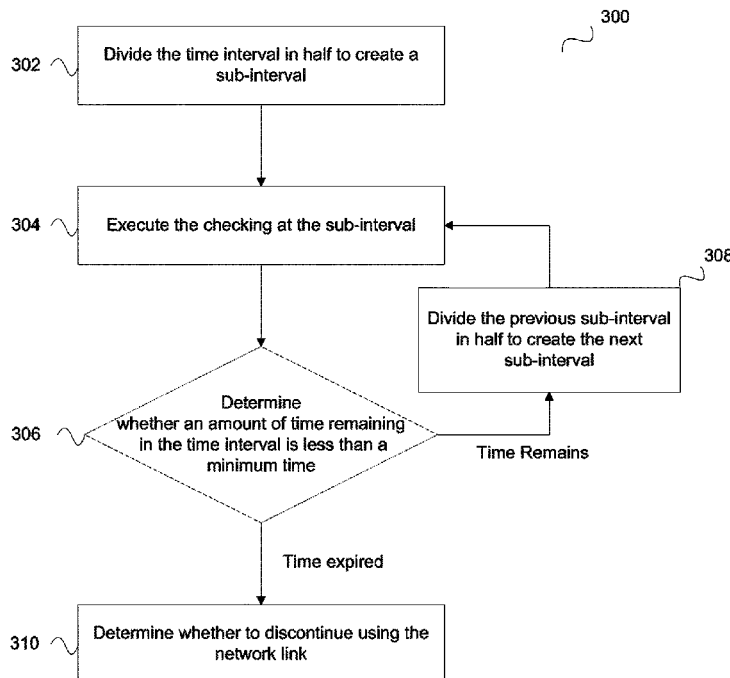 300
302
Divide the time interval in half to create a
sub-interval
304
Execute the checking at the sub-interval
308
Divide the previous sub-interval
in half to create the next
sub-interval
306
Determine
whether an amount of time remaining
in the time interval is less than a
minimum time
Time Remains
Time expired
310
Determine whether to discontinue using the
network link